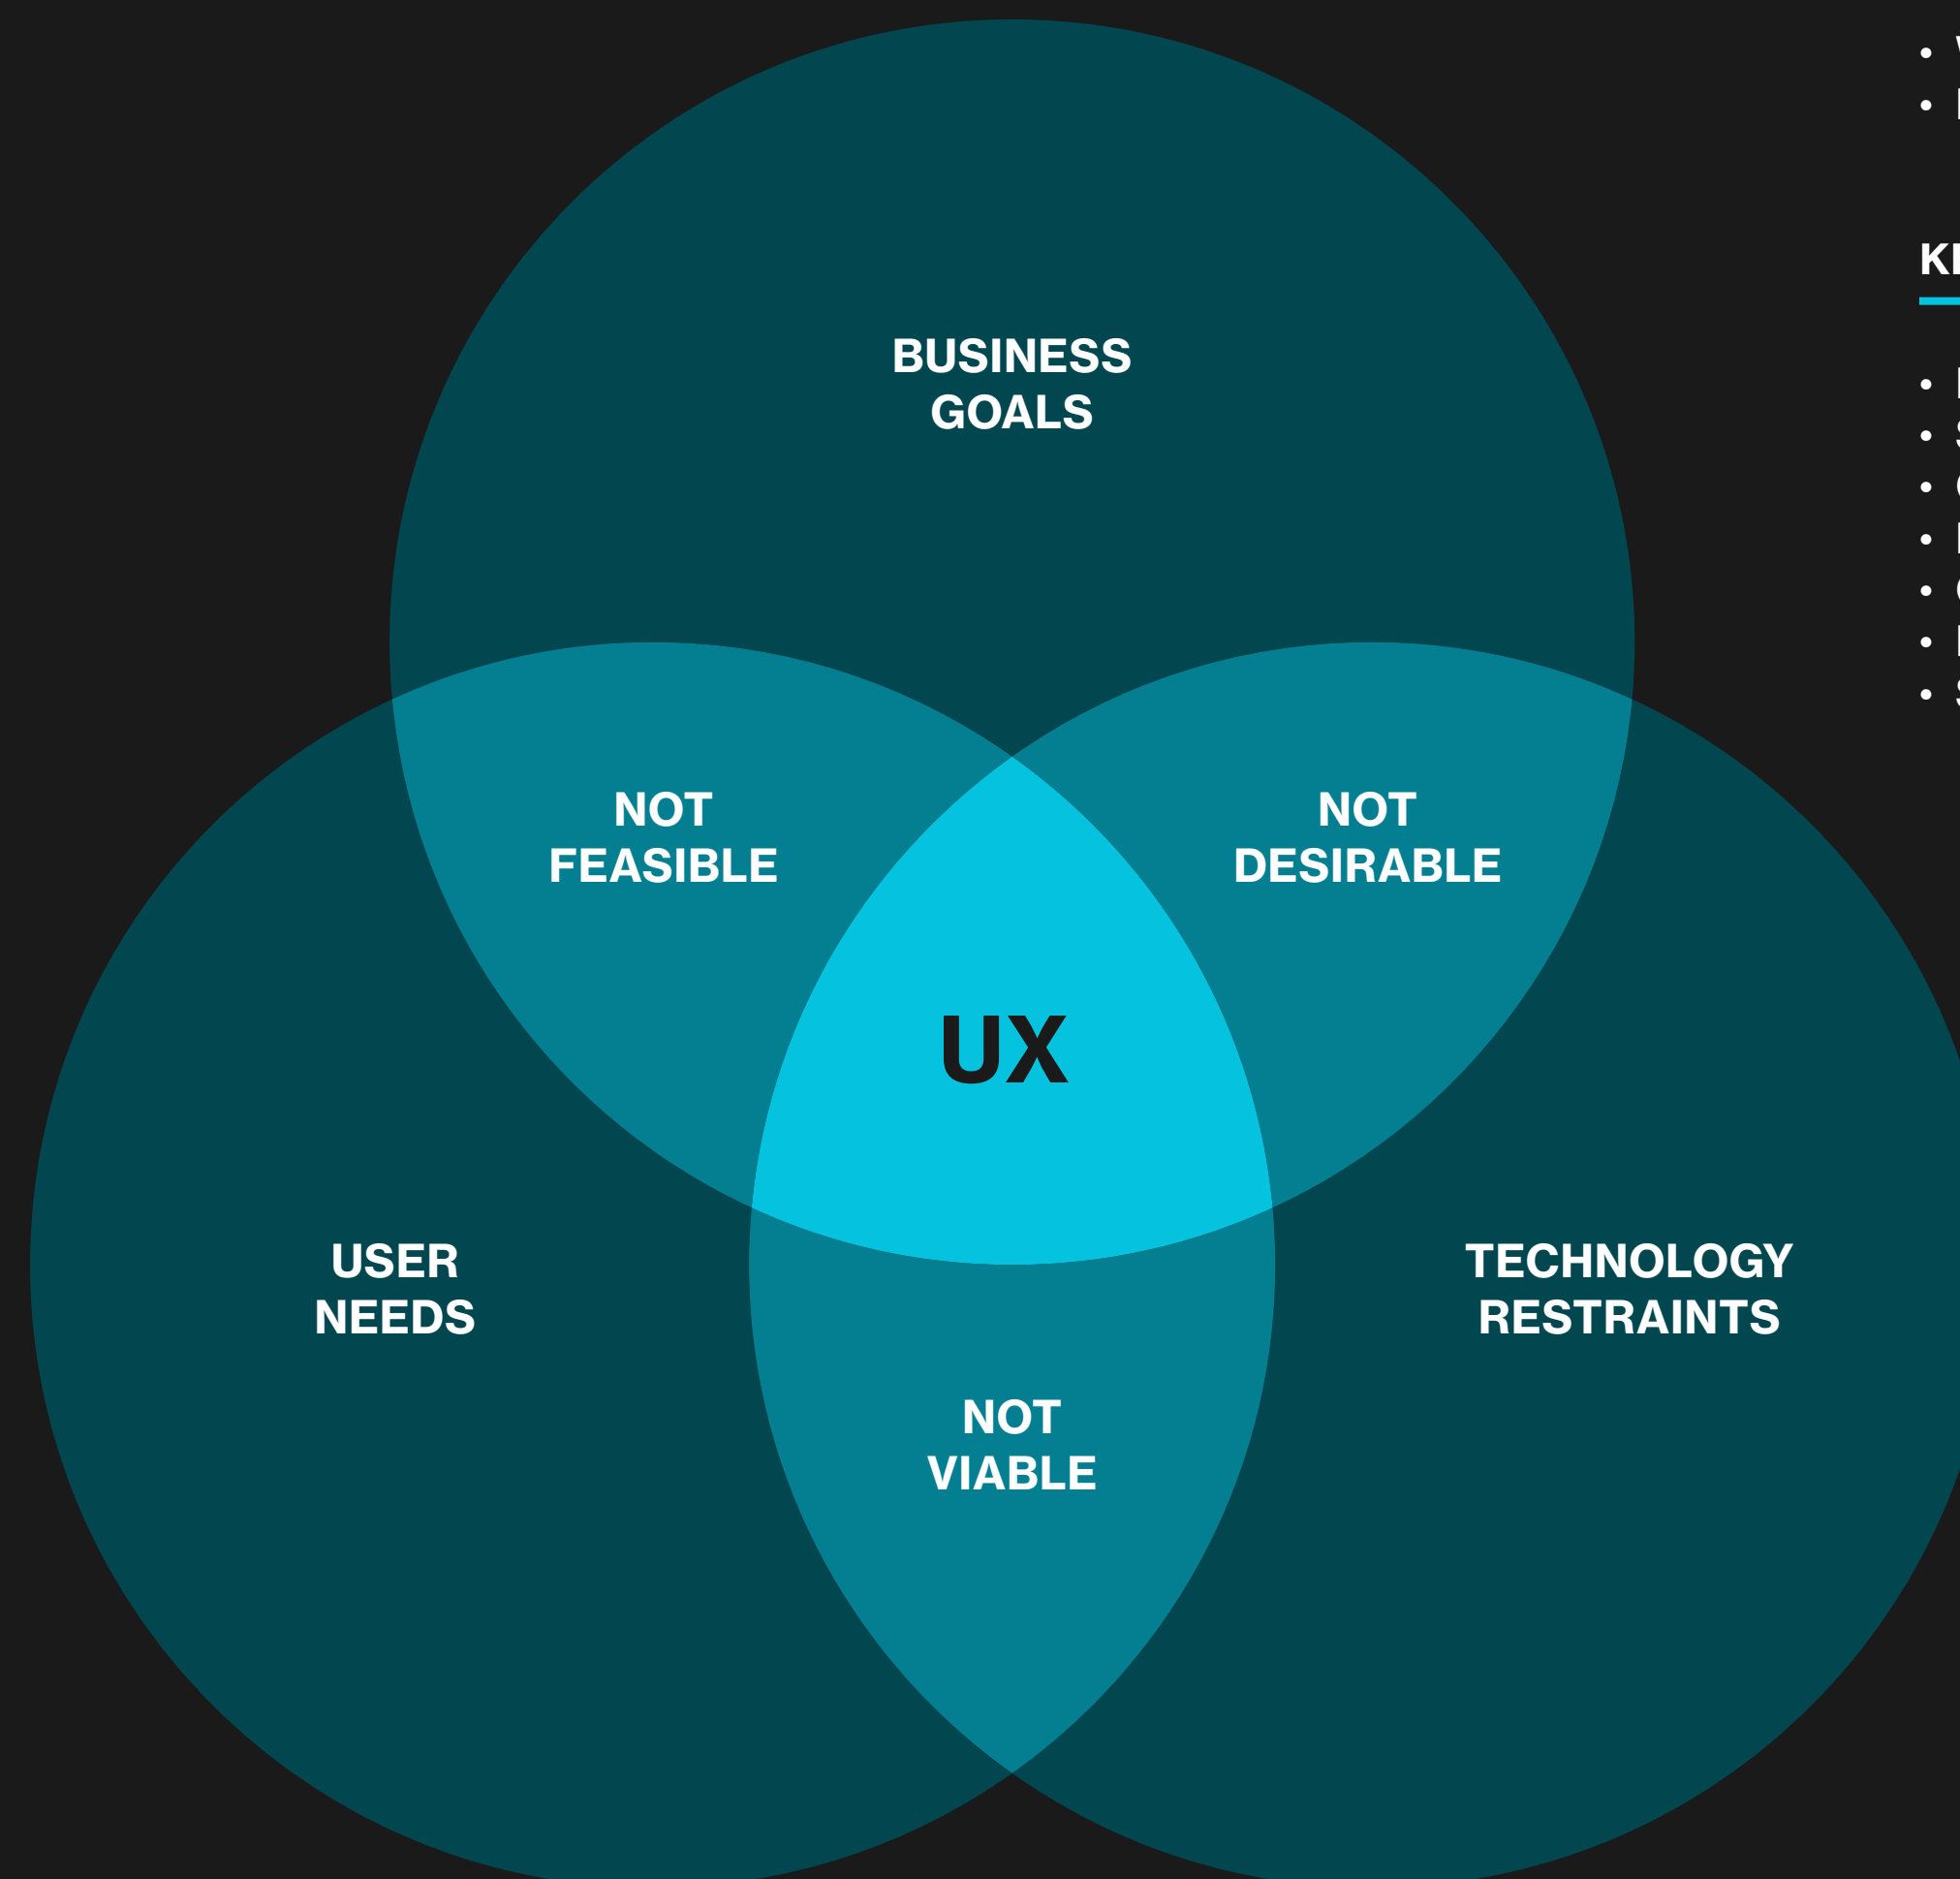 BUSINESS
GOALS
NOT
FEASIBLE
NOT
DESIRABLE
UX
USER
NEEDS
TECHNOLOGY
RESTRAINTS
NOT
VIABLE